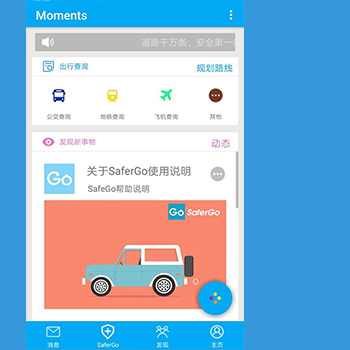 Moments
道路千万条，安全第一
出行查询
规划路线
公交查询 地铁查询 飞机查询 其他
发现新事物
动态
Go
关于SaferGo使用说明
SafeGo帮助说明
Go SaferGo
消息 SaferGo 发现 主页